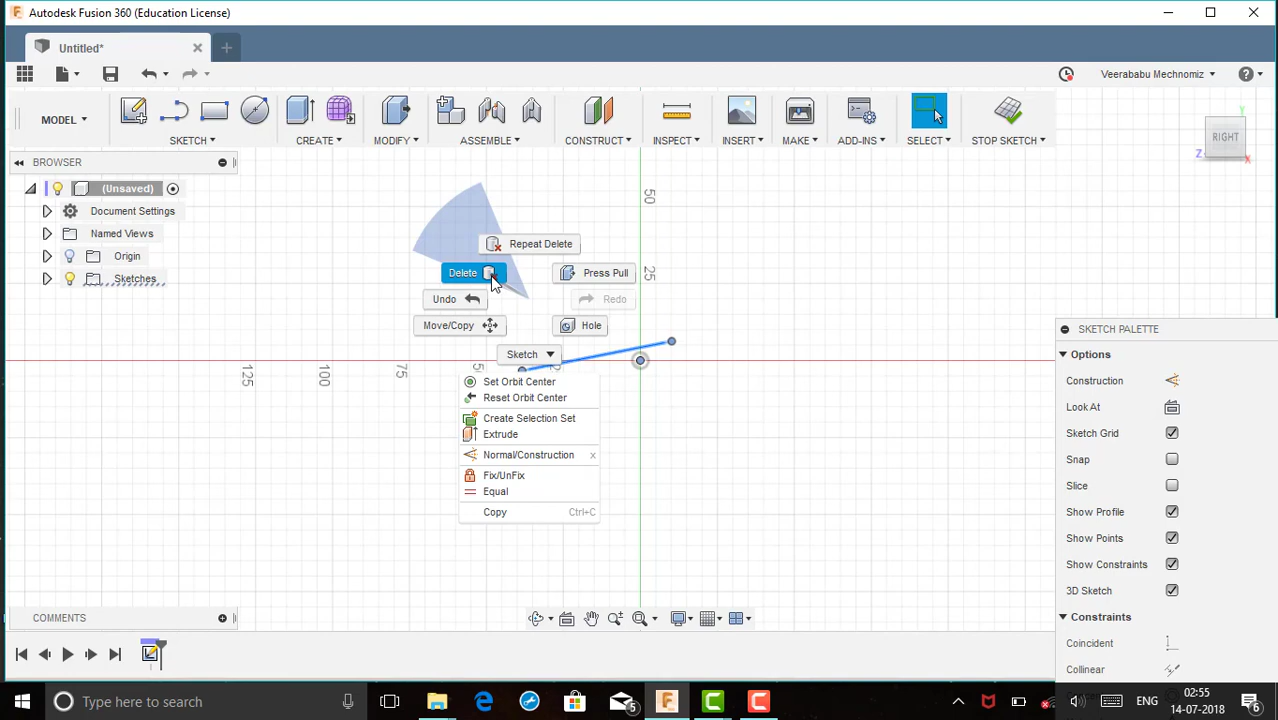 Autodesk Fusion 360 (Education License)
Untitled*
Veerababu Mechnomiz
MODEL
SKETCH
CREATE
MODIFY
ASSEMBLE
CONSTRUCT
INSPECT
INSERT
MAKE
ADD-INS
SELECT
STOP SKETCH
Y
RIGHT
Z
X
BROWSER
(Unsaved)
Document Settings
Named Views
Origin
Sketches
50
25
125
100
75
5
Repeat Delete
Delete
Press Pull
Undo
Redo
Move/Copy
Hole
Sketch
Set Orbit Center
Reset Orbit Center
Create Selection Set
Extrude
Normal/Construction x
Fix/UnFix
Equal
Copy Ctrl+C
SKETCH PALETTE
Options
Construction
Look At
Sketch Grid
Snap
Slice
Show Profile
Show Points
Show Constraints
3D Sketch
Constraints
Coincident
Collinear
COMMENTS
Type here to search
5
ENG
02:55
14-07-2018
6